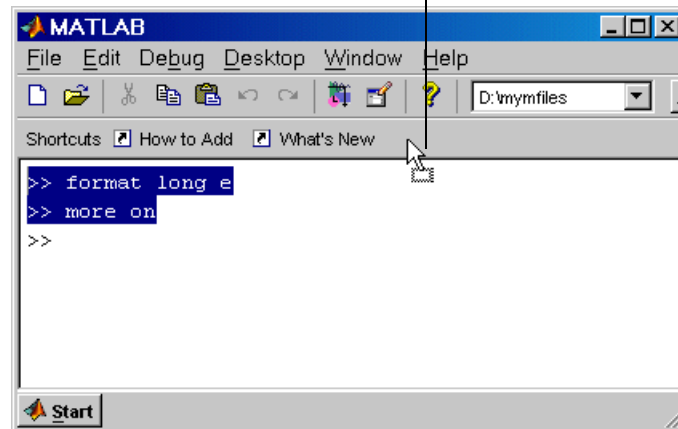 MATLAB
File Edit Debug Desktop Window Help
D:\mymfiles
Shortcuts How to Add What's New
>> format long e
>> more on
>>
Start